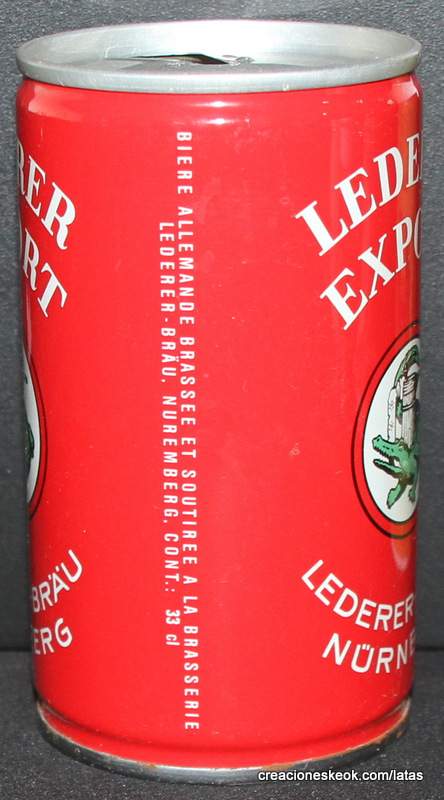 RER
ORT
BRÄU
ERG
BIERE ALLEMANDE BRASSEE ET SOUTIREE A LA BRASSERIE
LEDERER-BRÄU, NUREMBERG, CONT.: 33 cl
LEDE
EXPO
LEDERER
NÜRNE
creacioneskeok.com/latas